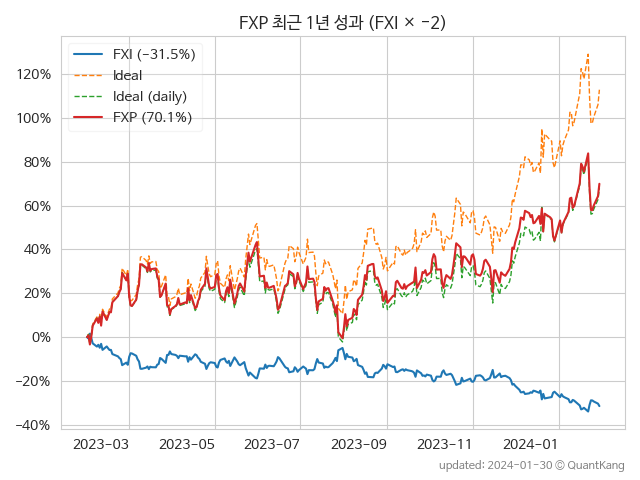 FXP 최근 1년 성과 (FXI × −2)
FXI (−31.5%)
Ideal
Ideal (daily)
FXP (70.1%)
120%
100%
80%
60%
40%
20%
0%
−20%
−40%
2023−03 2023−05 2023−07 2023−09 2023−11 2024−01
updated: 2024−01−30 © QuantKang